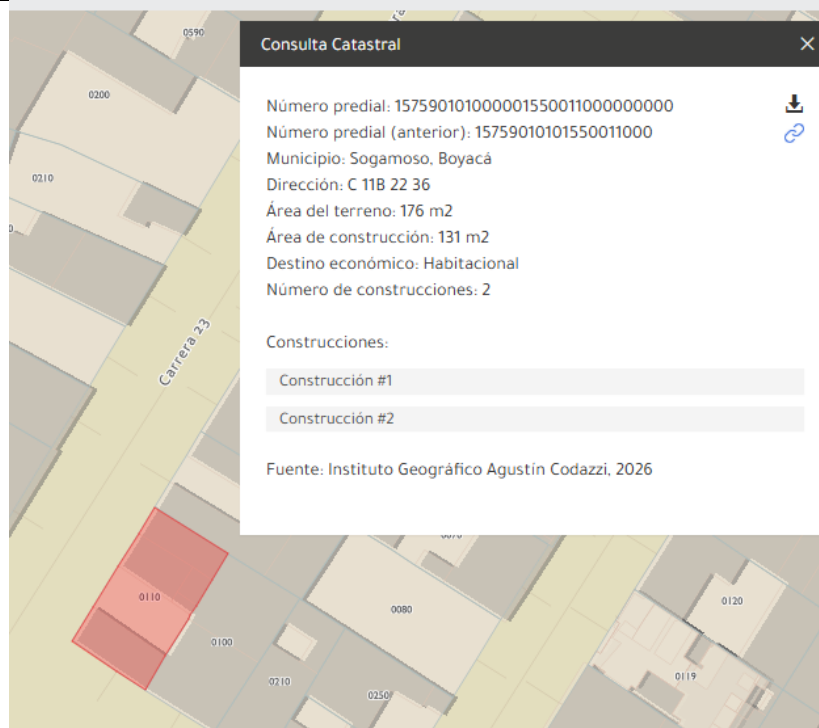 ra
0590
Consulta Catastral
0200
Número predial: 157590101000001550011000000000
Número predial (anterior): 15759010101550011000
Municipio: Sogamoso, Boyacá
0210
Dirección: C 11B 22 36
Área del terreno: 176 m2
0
Área de construcción: 131 m2
Destino económico: Habitacional
Número de construcciones: 2
Carrera 23
Construcciones:
Construcción #1
Construcción #2
Fuente: Instituto Geográfico Agustín Codazzi, 2026
0110
0080
0120
0100
0119
0210
0250